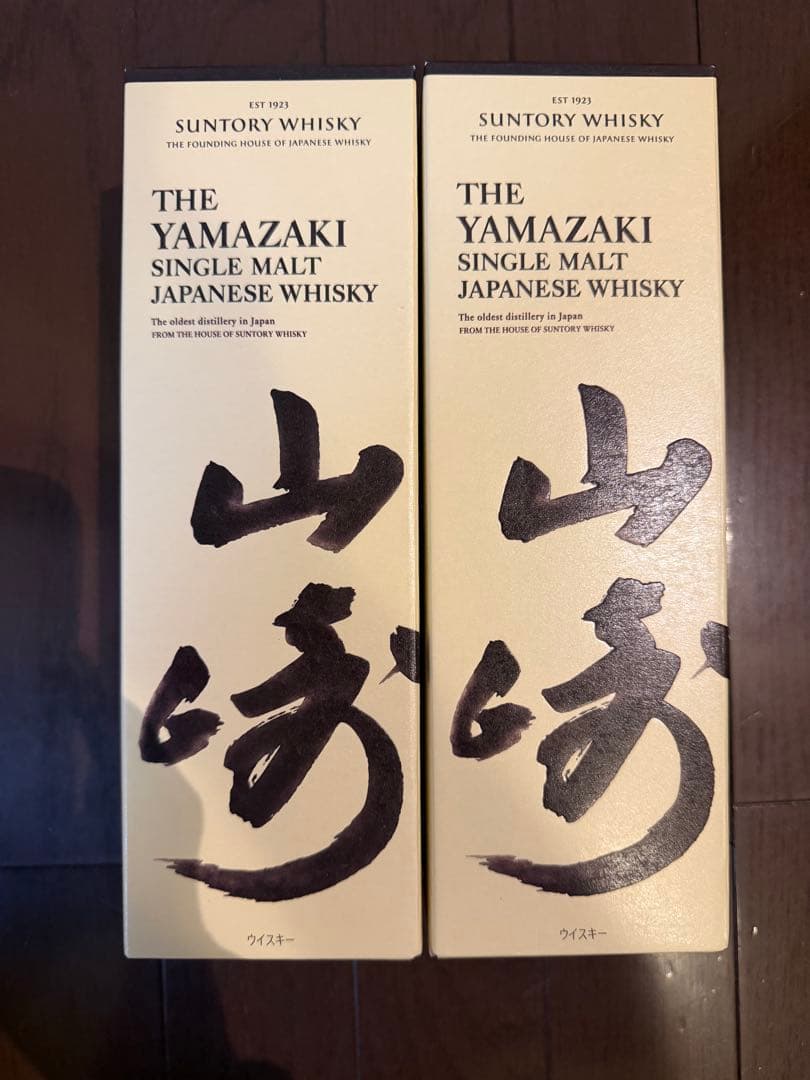 EST 1923
SUNTORY WHISKY
THE FOUNDING HOUSE OF JAPANESE WHISKY
THE
YAMAZAKI
SINGLE MALT
JAPANESE WHISKY
The oldest distillery in Japan
FROM THE HOUSE OF SUNTORY WHISKY
山
崎
ウイスキー
EST 1923
SUNTORY WHISKY
THE FOUNDING HOUSE OF JAPANESE WHISKY
THE
YAMAZAKI
SINGLE MALT
JAPANESE WHISKY
The oldest distillery in Japan
FROM THE HOUSE OF SUNTORY WHISKY
山
崎
ウイスキー